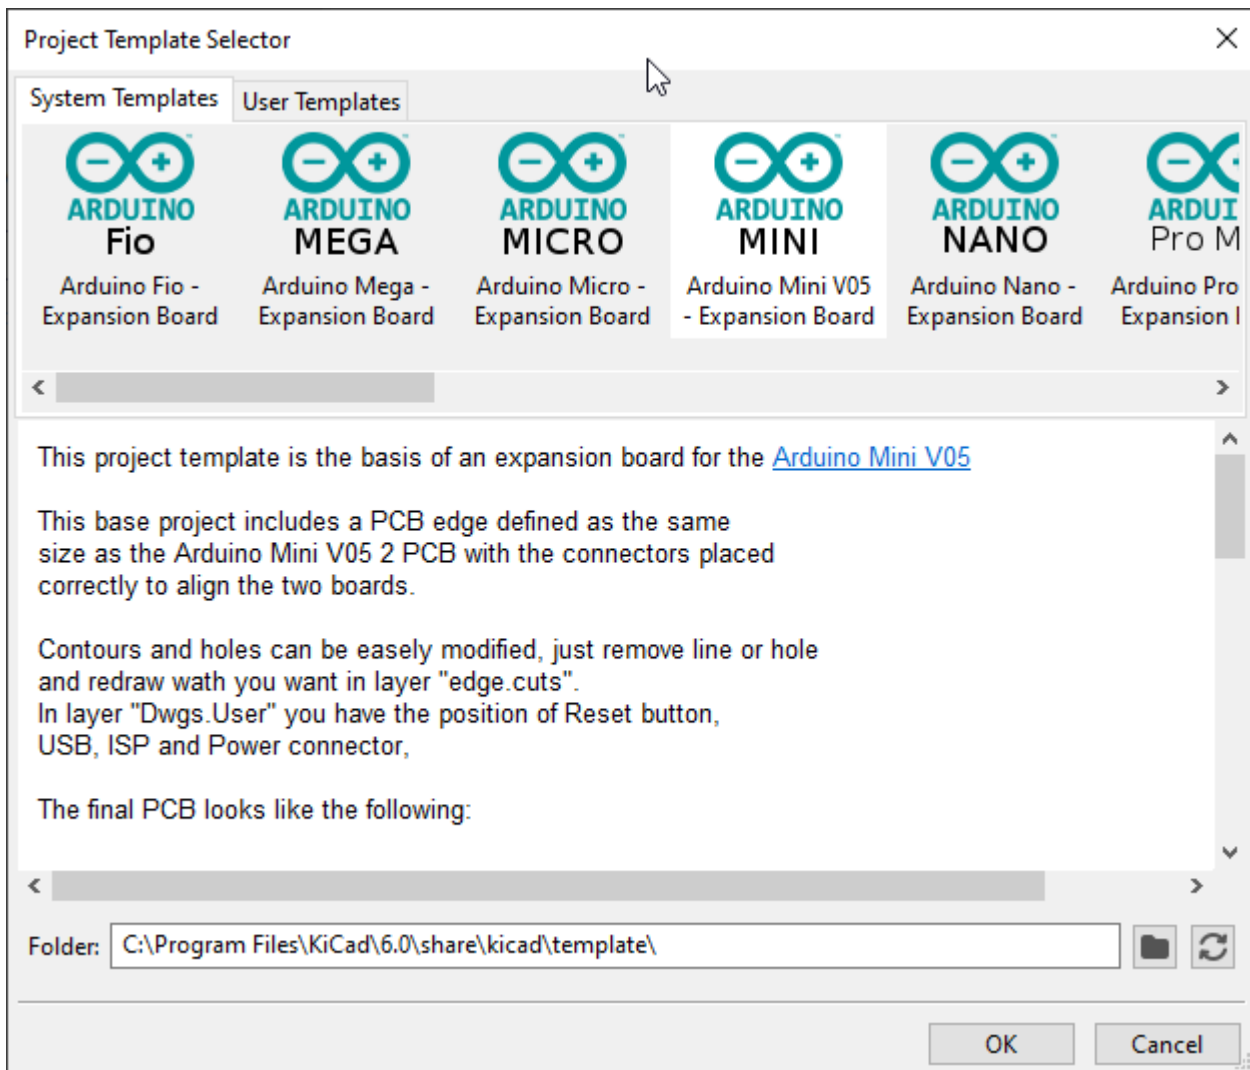 Project Template Selector
System Templates
User Templates
ARDUINO
Fio
Arduino Fio -
Expansion Board
ARDUINO
MEGA
Arduino Mega -
Expansion Board
ARDUINO
MICRO
Arduino Micro -
Expansion Board
ARDUINO
MINI
Arduino Mini V05
- Expansion Board
ARDUINO
NANO
Arduino Nano -
Expansion Board
ARDUI
Pro M
Arduino Pro
Expansion
This project template is the basis of an expansion board for the Arduino Mini V05
This base project includes a PCB edge defined as the same
size as the Arduino Mini V05 2 PCB with the connectors placed
correctly to align the two boards.
Contours and holes can be easely modified, just remove line or hole
and redraw wath you want in layer "edge.cuts".
In layer "Dwgs.User" you have the position of Reset button,
USB, ISP and Power connector,
The final PCB looks like the following:
Folder: C:\Program Files\KiCad\6.0\share\kicad\template\
OK
Cancel